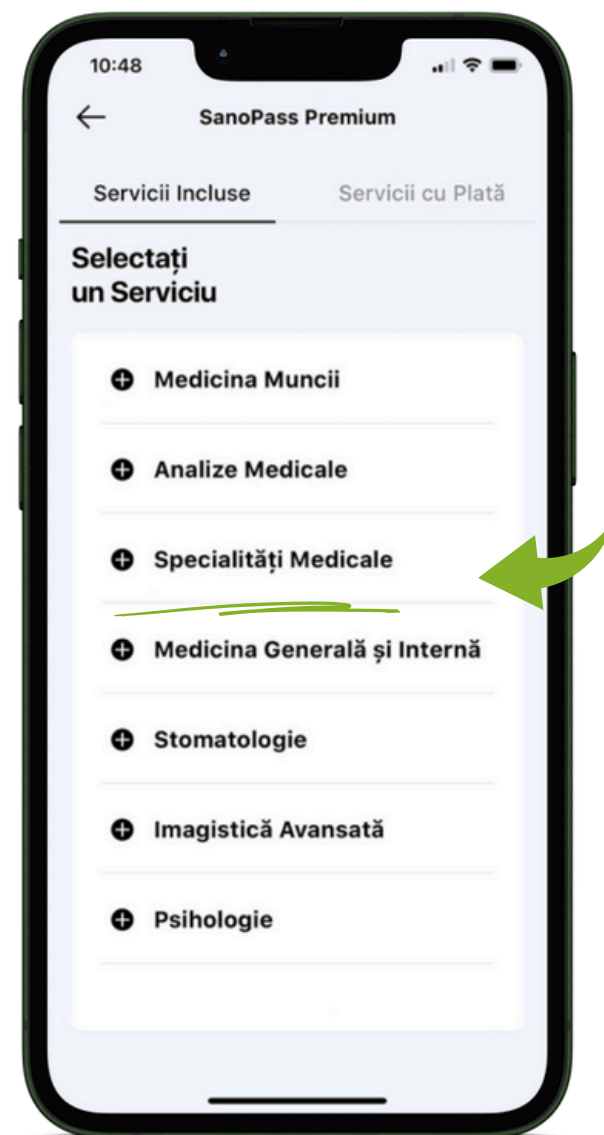 10:48
SanoPass Premium
Servicii Incluse
Servicii cu Plată
Selectați
un Serviciu
Medicina Muncii
Analize Medicale
Specialități Medicale
Medicina Generală și Internă
Stomatologie
Imagistică Avansată
Psihologie